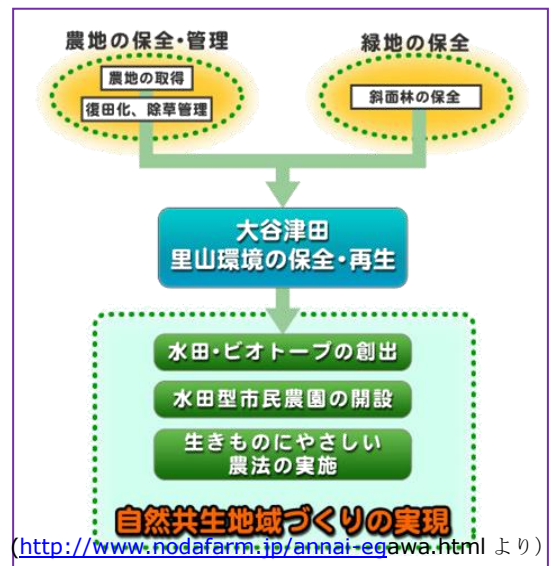 農地の保全・管理
農地の取得
復田化、除草管理
緑地の保全
斜面林の保全
大谷津田
里山環境の保全・再生
水田・ビオトープの創出
水田型市民農園の開設
生きものにやさしい
農法の実施
自然共生地域づくりの実現
(http://www.nodafarm.jp/annai-egawa.html より)